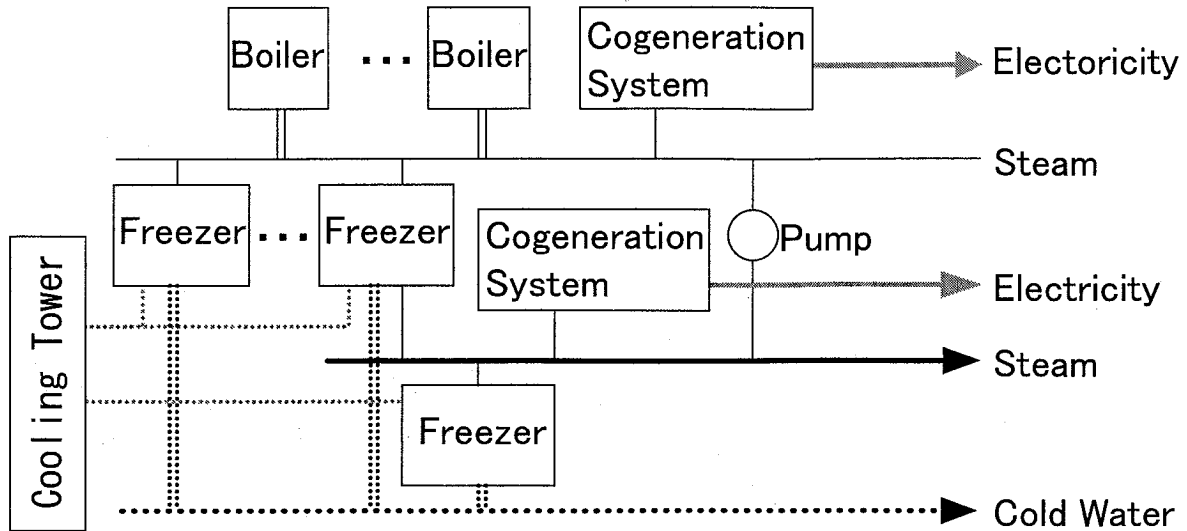 Boiler ... Boiler
Cogeneration
System
Electoricity
Steam
Freezer ... Freezer
Cogeneration
System
Pump
Electricity
Cooling Tower
Steam
Freezer
Cold Water